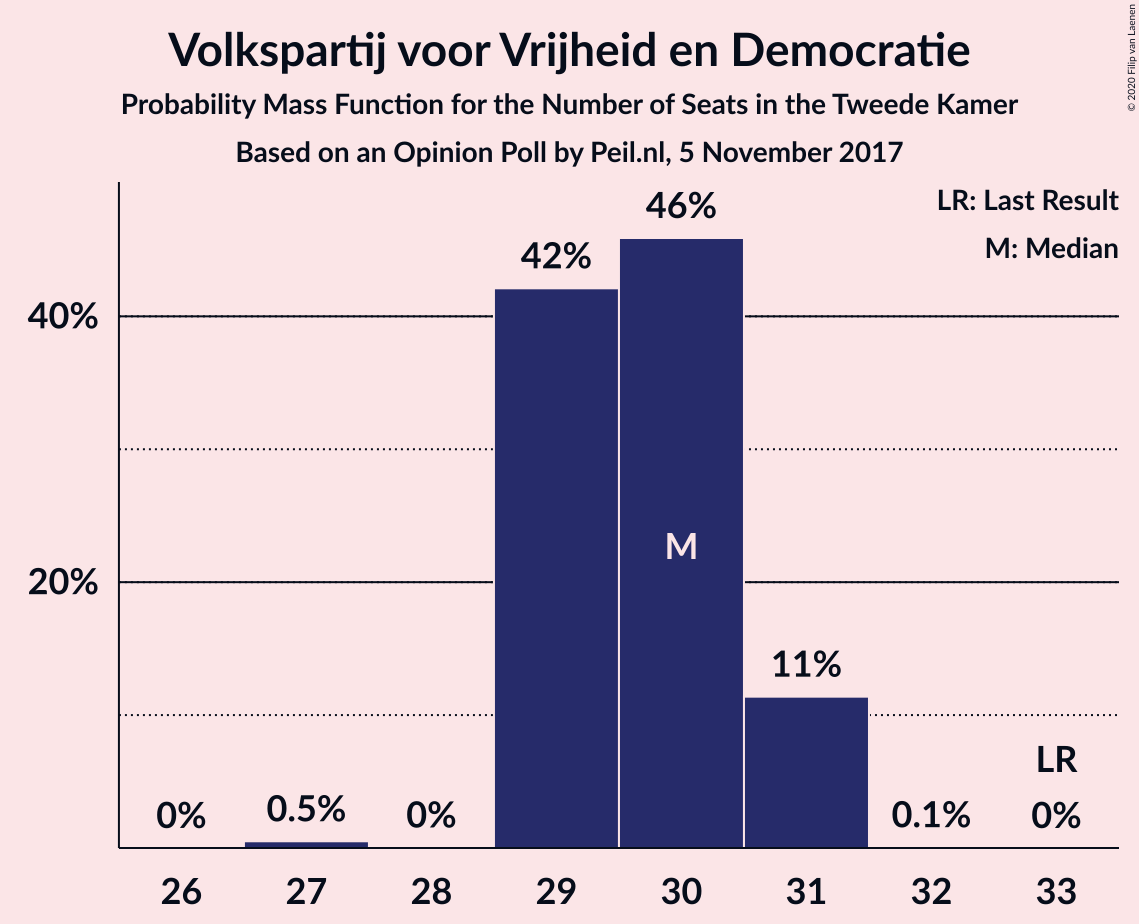 Volkspartij voor Vrijheid en Democratie
Probability Mass Function for the Number of Seats in the Tweede Kamer
Based on an Opinion Poll by Peil.nl, 5 November 2017
© 2020 Filip van Laenen
LR: Last Result
M: Median
46%
42%
40%
M
20%
11%
LR
0%
0.5%
0%
0.1%
0%
26 27 28 29 30 31 32 33